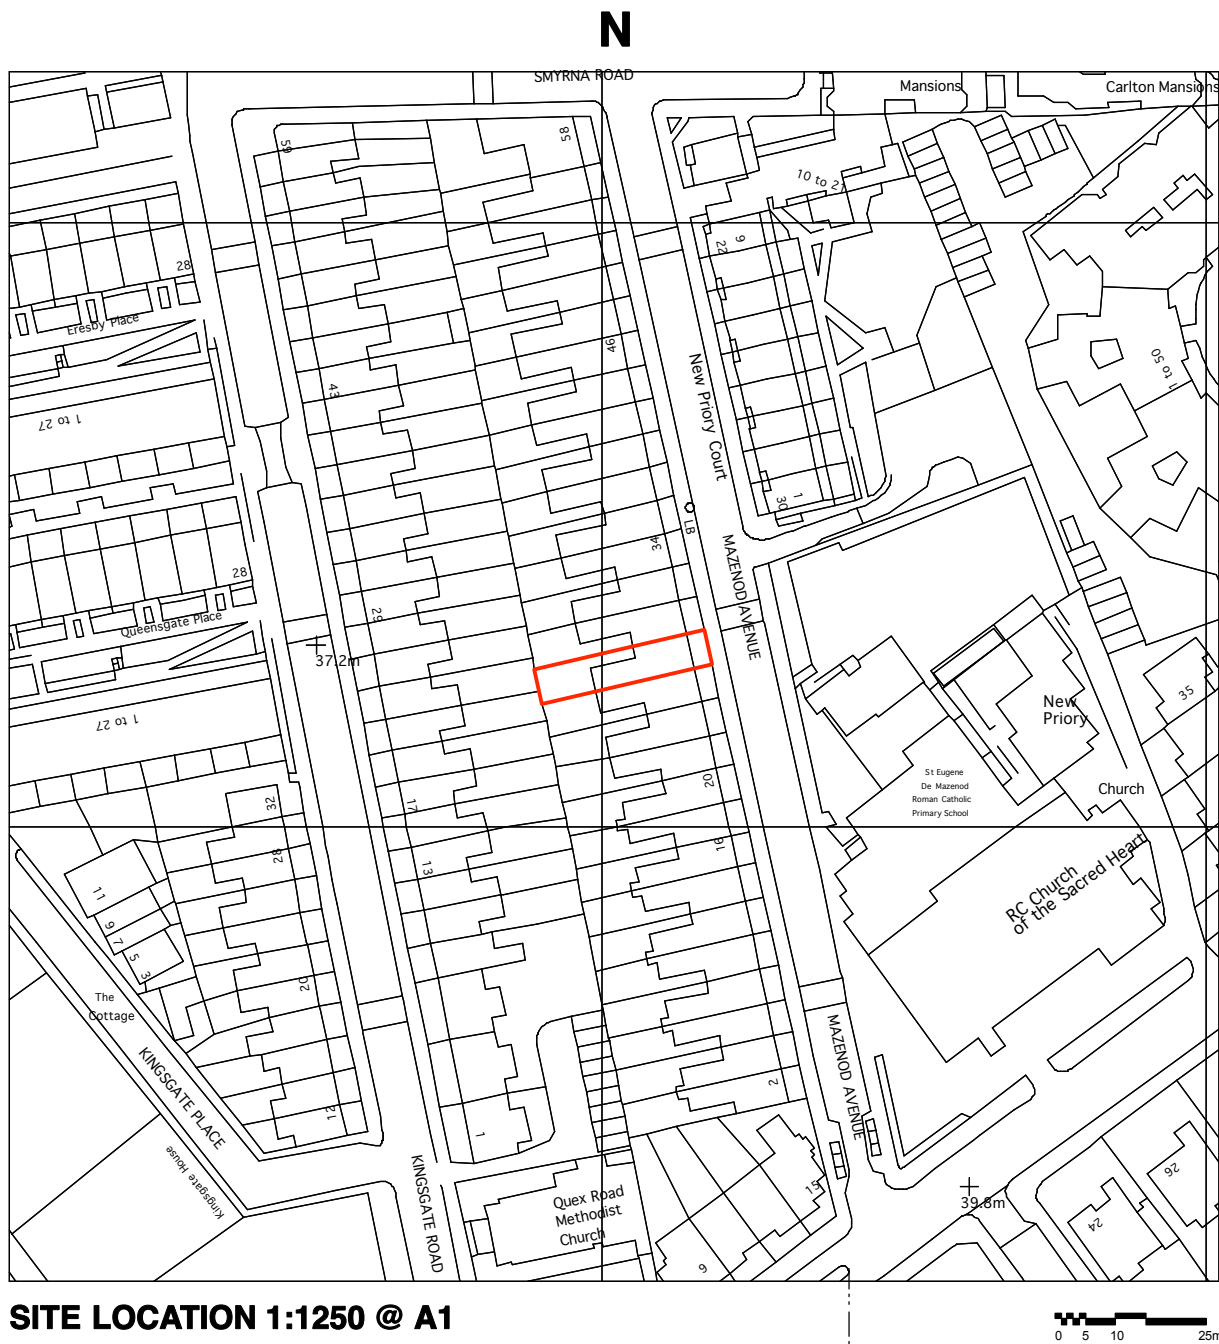 N
SMYRNA ROAD
Mansions
Carlton Mansions
59
58
10 to 21
22
9
28
Eresby Place
46
New Priory Court
1 to 50
43
1 to 27
30
1
LB
34
MAZENOD AVENUE
28
Queensgate Place
29
37.2m
35
New
Priory
1 to 27
St Eugene
De Mazenod
Roman Catholic
Primary School
Church
20
32
17
16
28
13
RC Church
of the Sacred Heart
11
9
7
5
3
20
The
Cottage
MAZENOD AVENUE
KINGSGATE PLACE
2
12
1
Kingsgate House
KINGSGATE ROAD
Quex Road
Methodist
Church
15
26
39.8m
24
9
SITE LOCATION 1:1250 @ A1
0 5 10 25m